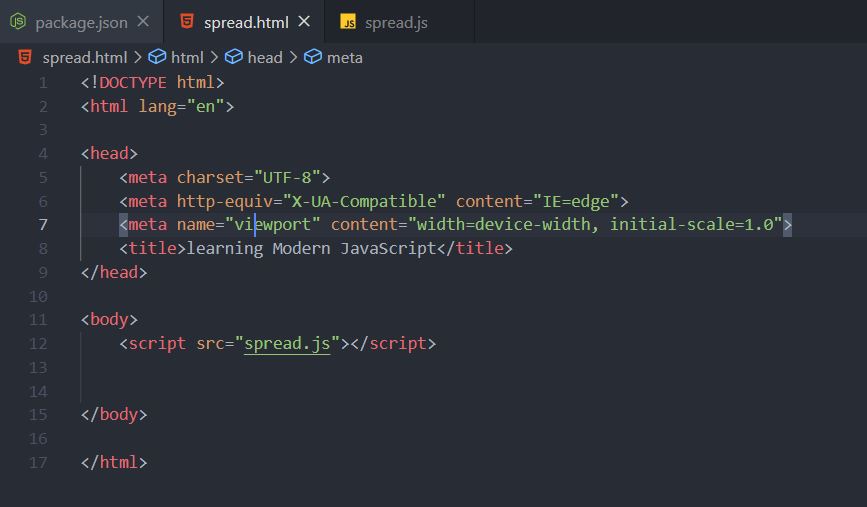 package.json
spread.html
JS spread.js
spread.html > html > head > meta
1 <!DOCTYPE html>
2 <html lang="en">
3
4 <head>
5 <meta charset="UTF-8">
6 <meta http-equiv="X-UA-Compatible" content="IE=edge">
7 <meta name="viewport" content="width=device-width, initial-scale=1.0">
8 <title>learning Modern JavaScript</title>
9 </head>
10
11 <body>
12 <script src="spread.js"></script>
13
14
15 </body>
16
17 </html>